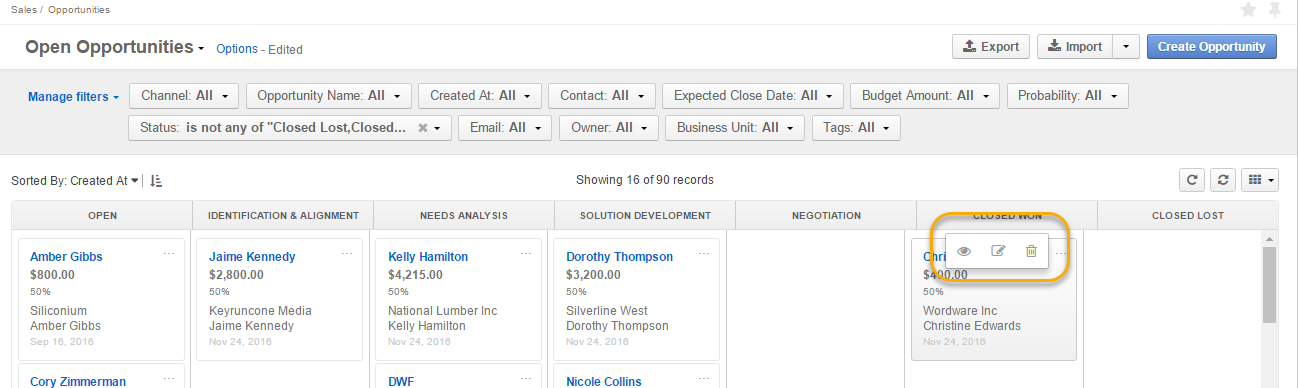 Sales / Opportunities
Open Opportunities Options - Edited
Export Import Create Opportunity
Manage filters Channel: All Opportunity Name: All Created At: All Contact: All Expected Close Date: All Budget Amount: All Probability: All
Status: is not any of "Closed Lost,Closed... Email: All Owner: All Business Unit: All Tags: All
Sorted By: Created At Showing 16 of 90 records
OPEN IDENTIFICATION & ALIGNMENT NEEDS ANALYSIS SOLUTION DEVELOPMENT NEGOTIATION CLOSED WON CLOSED LOST
Amber Gibbs ...
$800.00
50%
Siliconium
Amber Gibbs
Sep 16, 2016
Cory Zimmerman ...
Jaime Kennedy ...
$2,800.00
50%
Keyruncone Media
Jaime Kennedy
Nov 24, 2016
Kelly Hamilton ...
$4,215.00
50%
National Lumber Inc
Kelly Hamilton
Nov 24, 2016
DWF ...
Dorothy Thompson ...
$3,200.00
50%
Silverline West
Dorothy Thompson
Nov 24, 2016
Nicole Collins ...
Chri ...
$400.00
50%
Wordware Inc
Christine Edwards
Nov 24, 2016